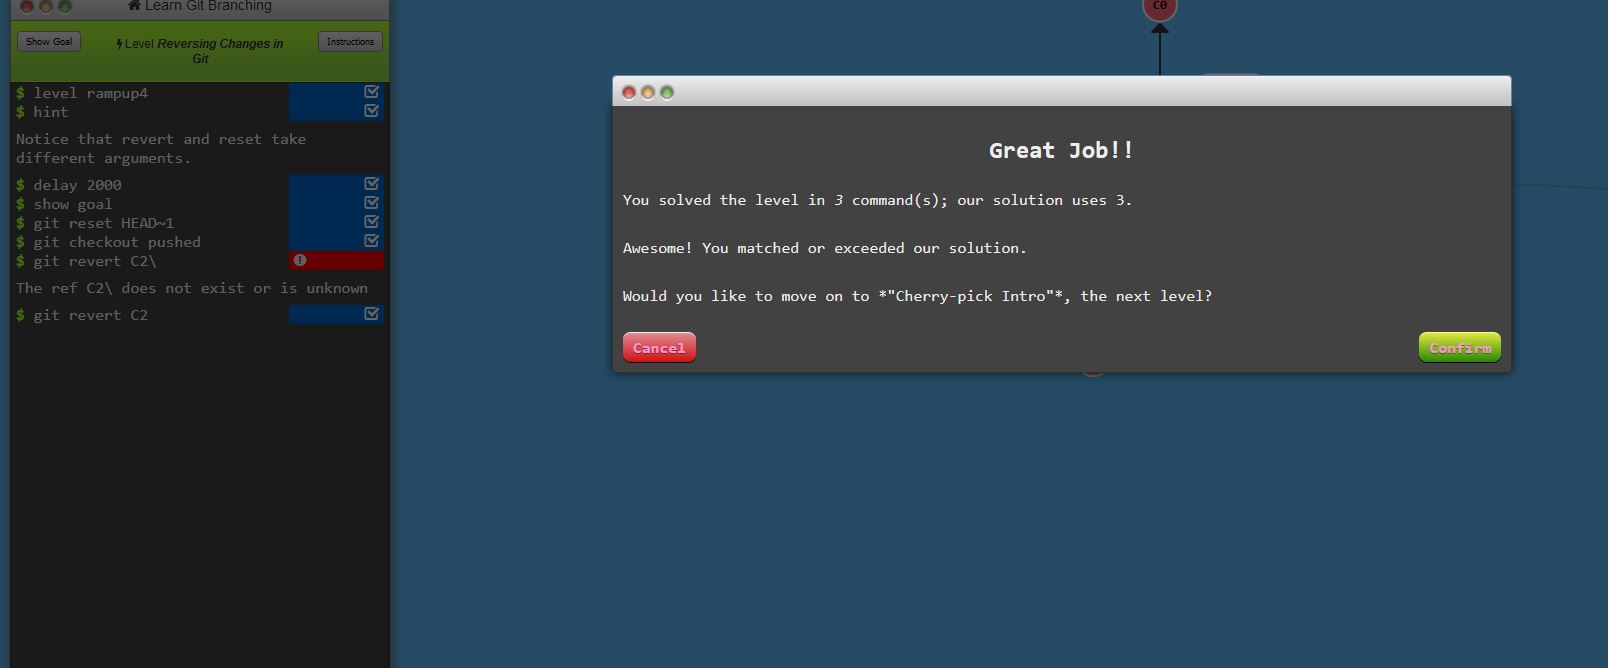 Learn Git Branching
Show Goal
Level Reversing Changes in
Git
Instructions
$ level rampup4
$ hint
Notice that revert and reset take
different arguments.
$ delay 2000
$ show goal
$ git reset HEAD~1
$ git checkout pushed
$ git revert C2\
The ref C2\ does not exist or is unknown
$ git revert C2
C0
Great Job!!
You solved the level in 3 command(s); our solution uses 3.
Awesome! You matched or exceeded our solution.
Would you like to move on to *"Cherry-pick Intro"*, the next level?
Cancel
Confirm